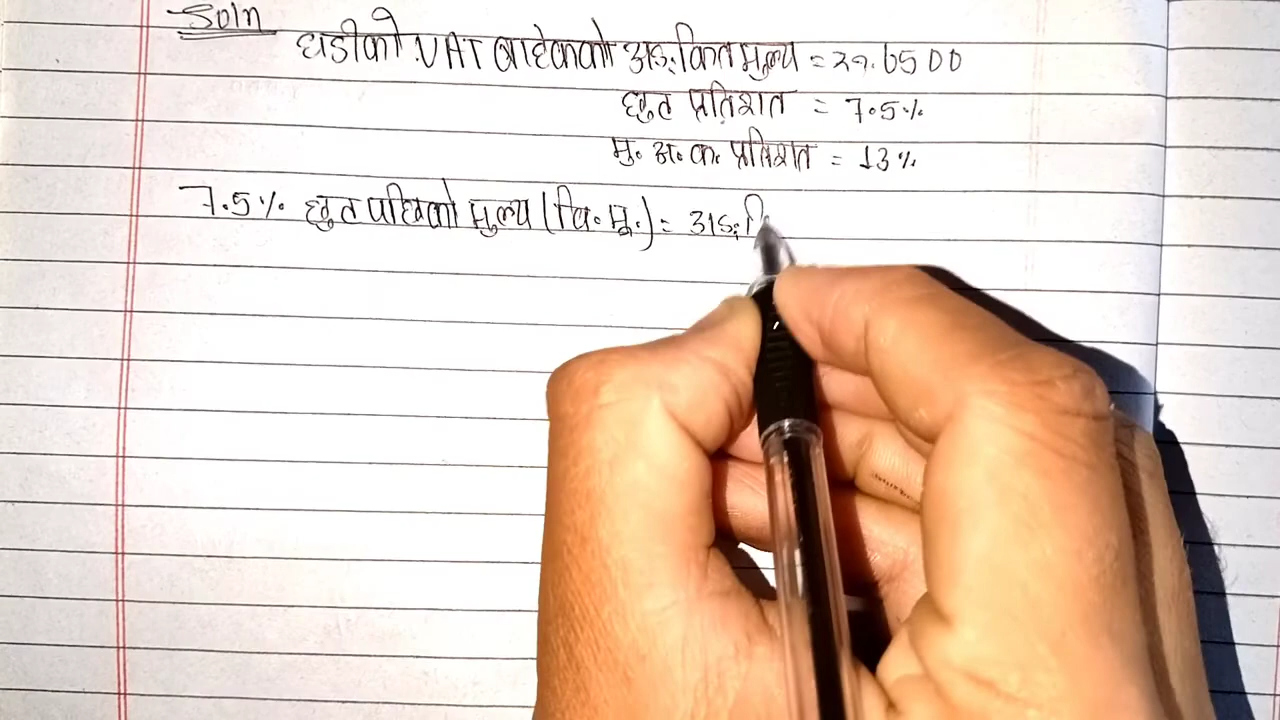 Soln
घडीको VAT बाहेकको अङ्कित मुल्य = रु. 6500
छुट प्रतिशत = 7.5%
मु. अ. क. प्रतिशत = 13%
7.5% छुट पछिको मुल्य (वि. मु.) = अङ्कि